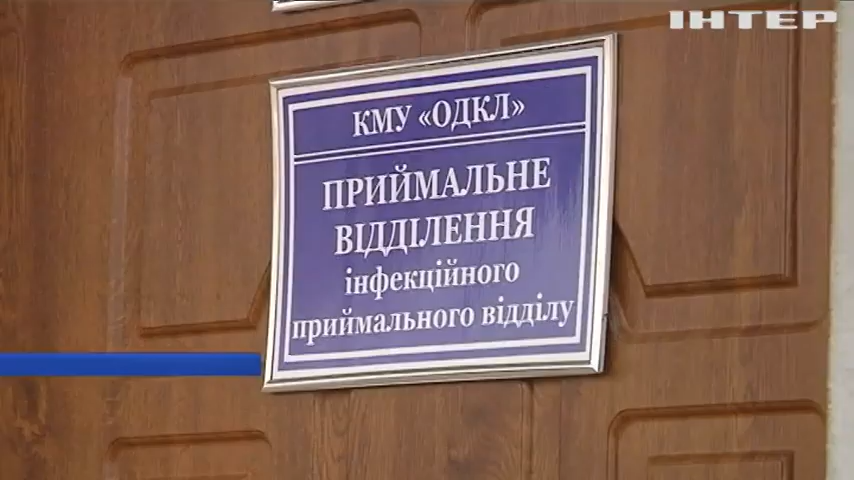 ІНТЕР
КМУ «ОДКЛ»
ПРИЙМАЛЬНЕ
ВІДДІЛЕННЯ
інфекційного
приймального відділу